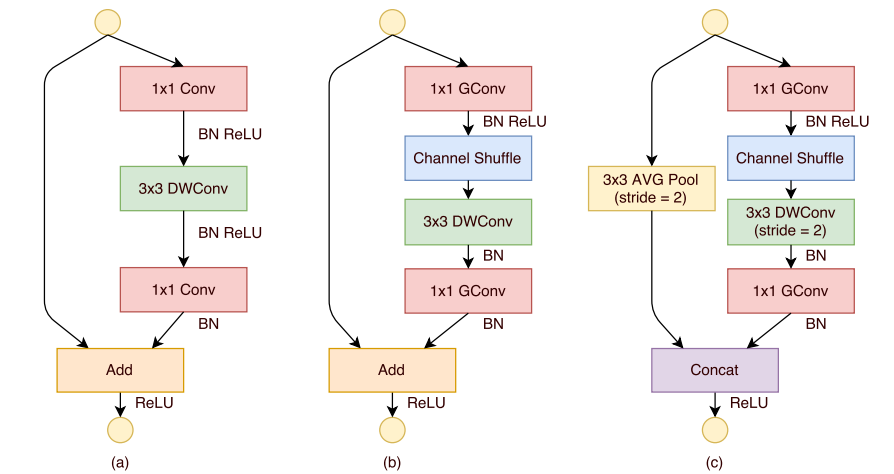 1x1 Conv
BN ReLU
3x3 DWConv
BN ReLU
1x1 Conv
BN
Add
ReLU
(a)
1x1 GConv
BN ReLU
Channel Shuffle
3x3 DWConv
BN
1x1 GConv
BN
Add
ReLU
(b)
1x1 GConv
BN ReLU
Channel Shuffle
3x3 AVG Pool
(stride = 2)
3x3 DWConv
(stride = 2)
BN
1x1 GConv
BN
Concat
ReLU
(c)